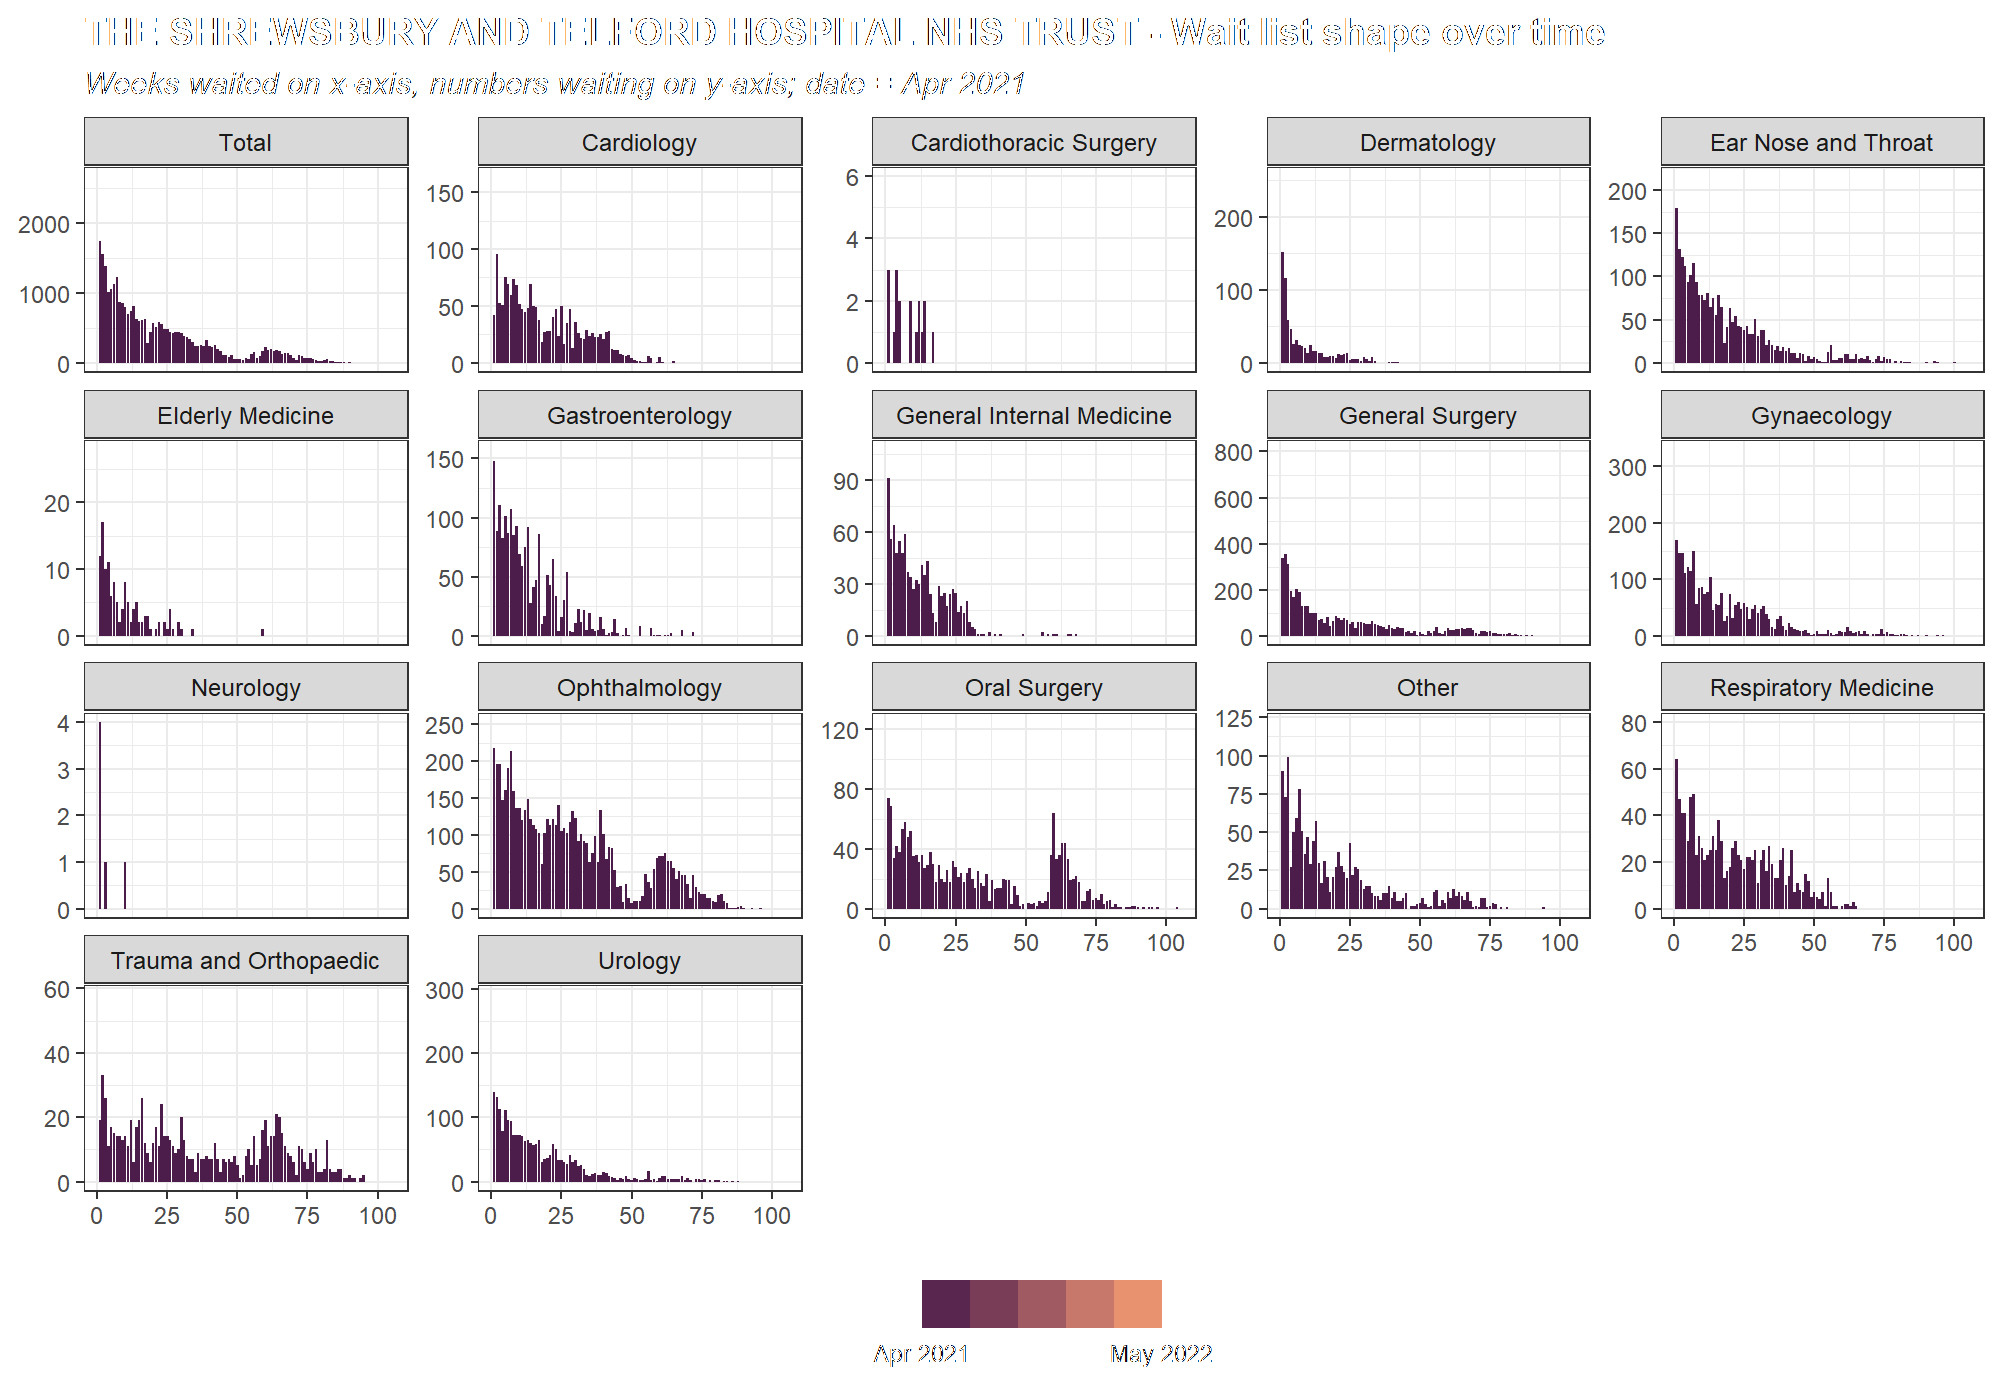 THE SHREWSBURY AND TELFORD HOSPITAL NHS TRUST - Wait list shape over time
Weeks waited on x-axis, numbers waiting on y-axis; date = Apr 2021
Total Cardiology Cardiothoracic Surgery Dermatology Ear Nose and Throat
2000 1000 0
150 100 50 0
6 4 2 0
200 100 0
200 150 100 50 0
Elderly Medicine Gastroenterology General Internal Medicine General Surgery Gynaecology
20 10 0
150 100 50 0
90 60 30 0
800 600 400 200 0
300 200 100 0
Neurology Ophthalmology Oral Surgery Other Respiratory Medicine
4 3 2 1 0
250 200 150 100 50 0
120 80 40 0
125 100 75 50 25 0
80 60 40 20 0
0 25 50 75 100
0 25 50 75 100
0 25 50 75 100
Trauma and Orthopaedic Urology
60 40 20 0
300 200 100 0
0 25 50 75 100
0 25 50 75 100
Apr 2021 May 2022